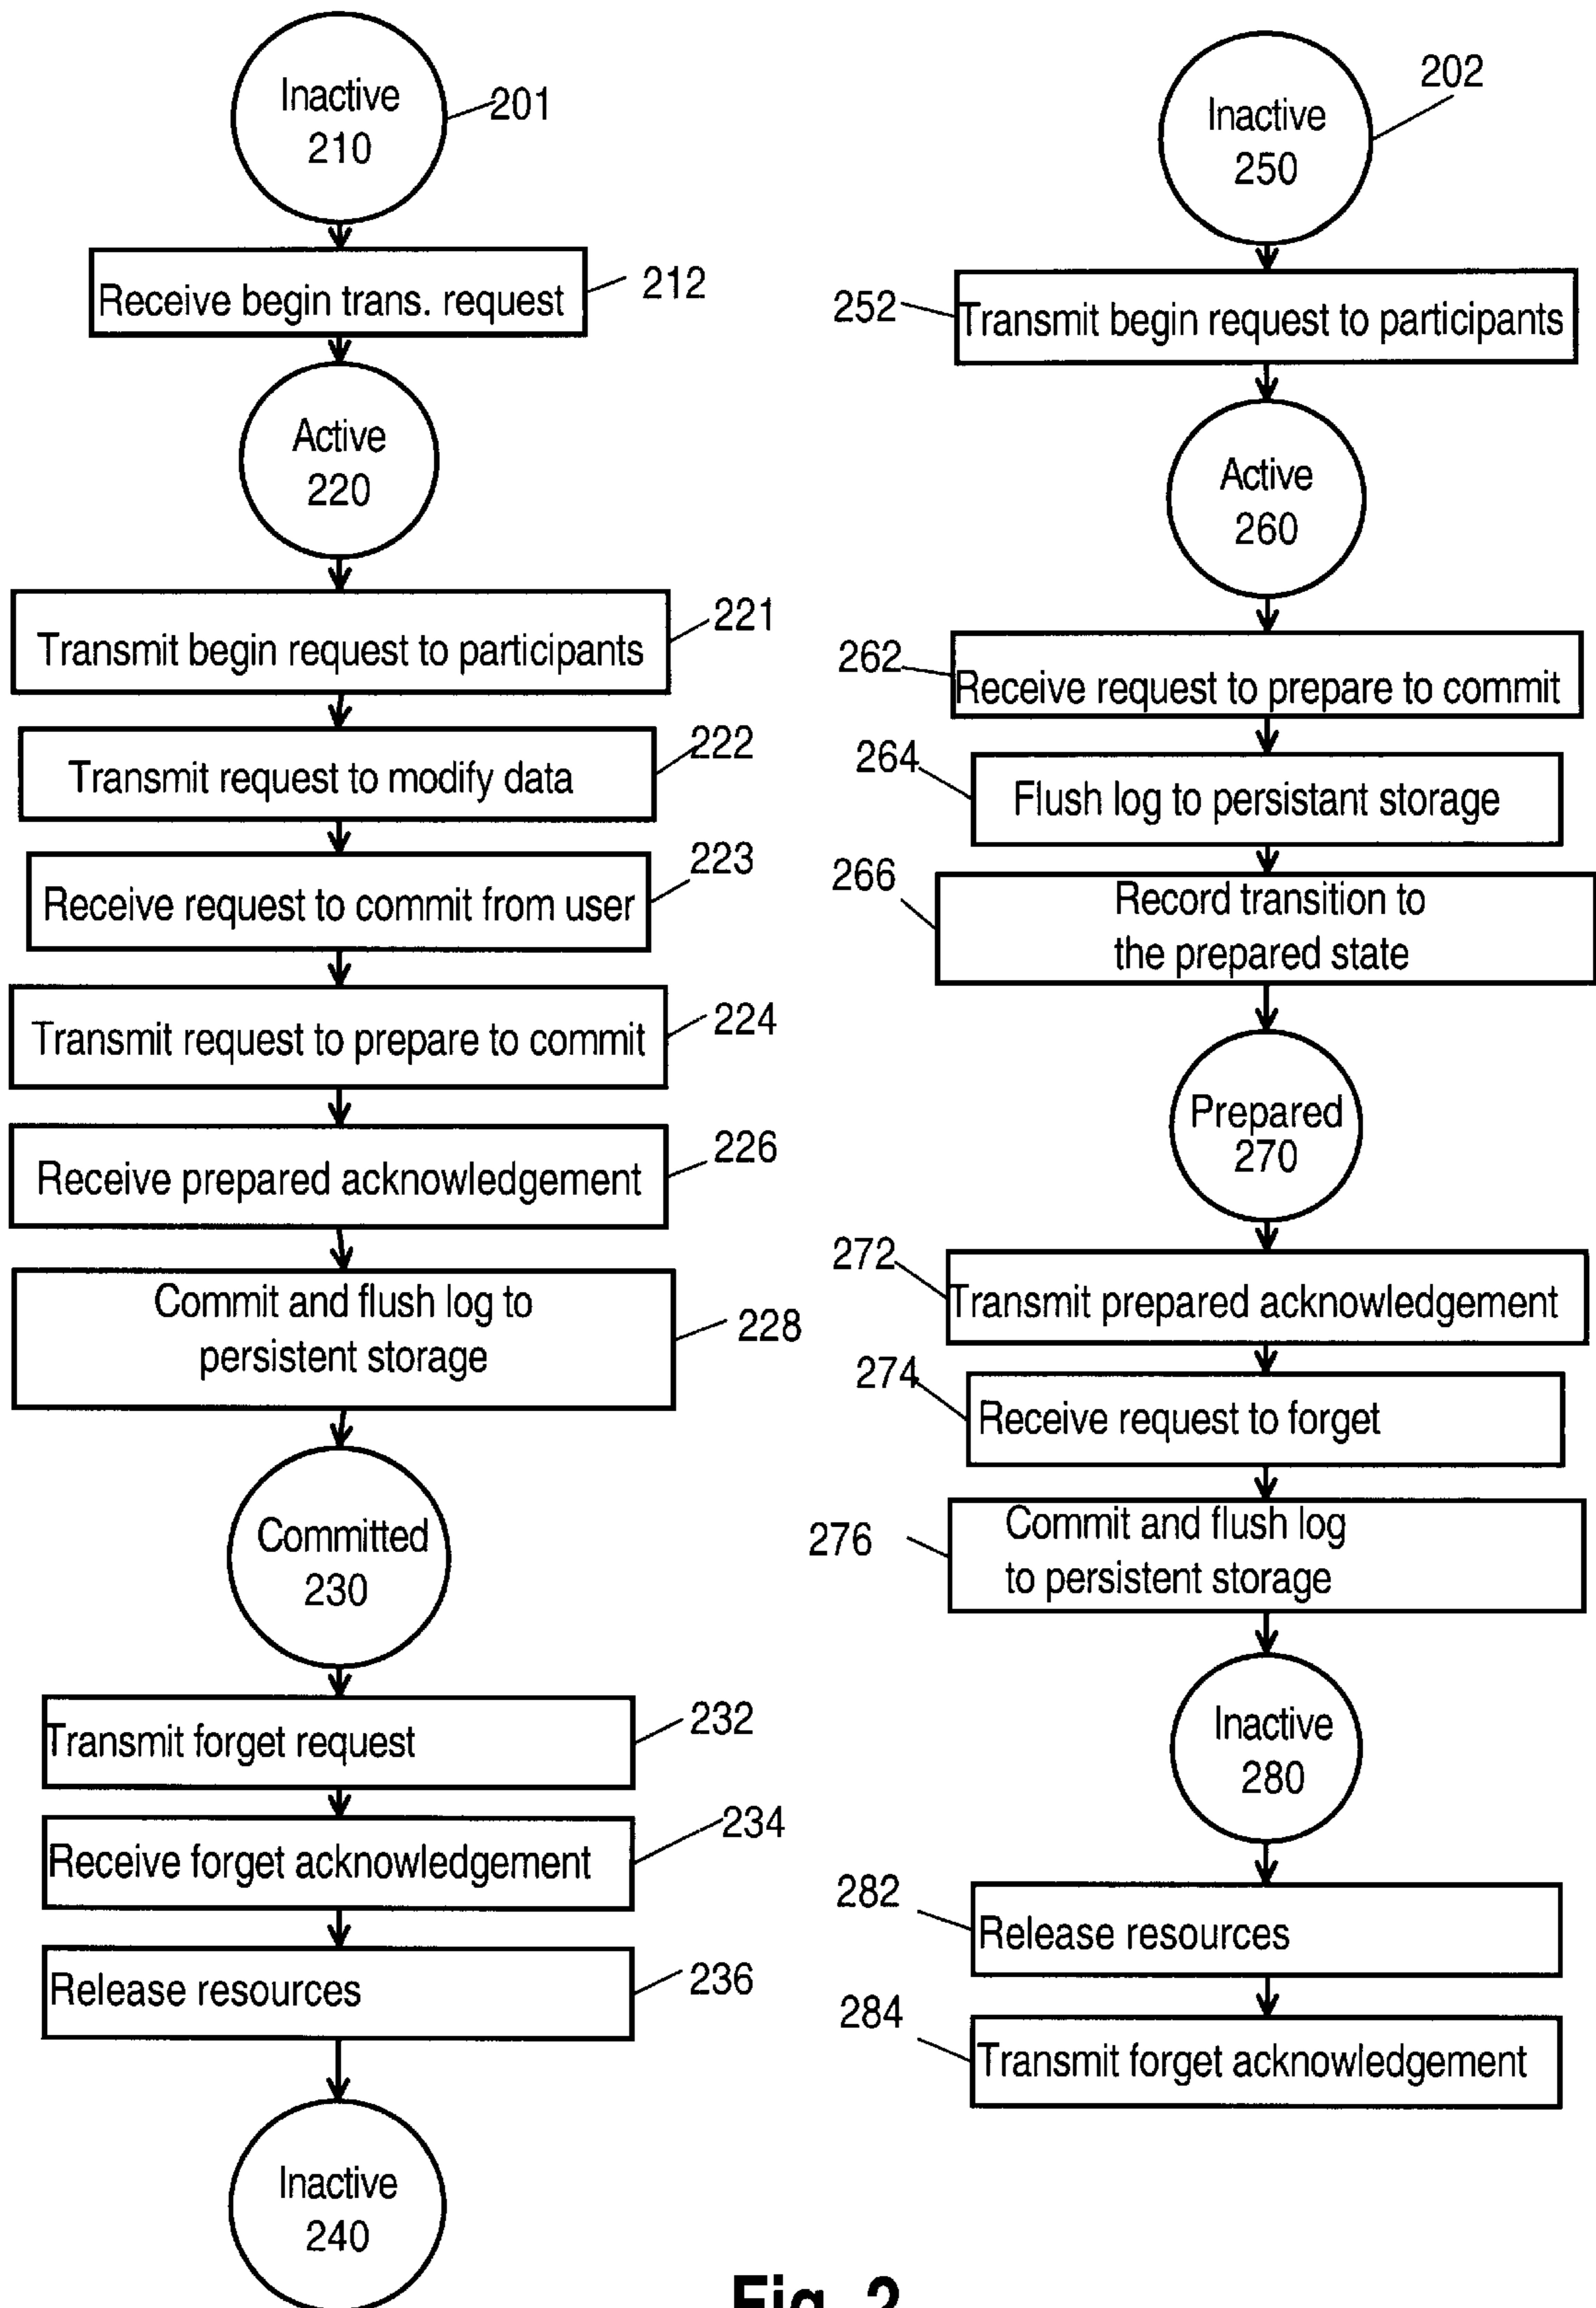 Inactive
210
201
Receive begin trans. request
212
Active
220
Transmit begin request to participants
221
Transmit request to modify data
222
Receive request to commit from user
223
Transmit request to prepare to commit
224
Receive prepared acknowledgement
226
Commit and flush log to
persistent storage
228
Committed
230
Transmit forget request
232
Receive forget acknowledgement
234
Release resources
236
Inactive
240
Inactive
250
202
252
Transmit begin request to participants
Active
260
262
Receive request to prepare to commit
264
Flush log to persistant storage
266
Record transition to
the prepared state
Prepared
270
272
Transmit prepared acknowledgement
274
Receive request to forget
276
Commit and flush log
to persistent storage
Inactive
280
282
Release resources
284
Transmit forget acknowledgement
Fig. 2